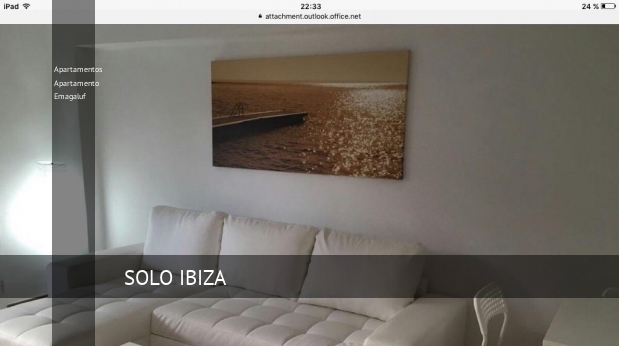 iPad
22:33
24 %
attachment.outlook.office.net
Apartamentos
Apartamento
Emagaluf
SOLO IBIZA